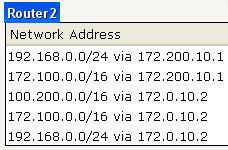 Router2
Network Address
192.168.0.0/24 via 172.200.10.1
172.100.0.0/16 via 172.200.10.1
100.200.0.0/16 via 172.0.10.2
172.100.0.0/16 via 172.0.10.2
192.168.0.0/24 via 172.0.10.2